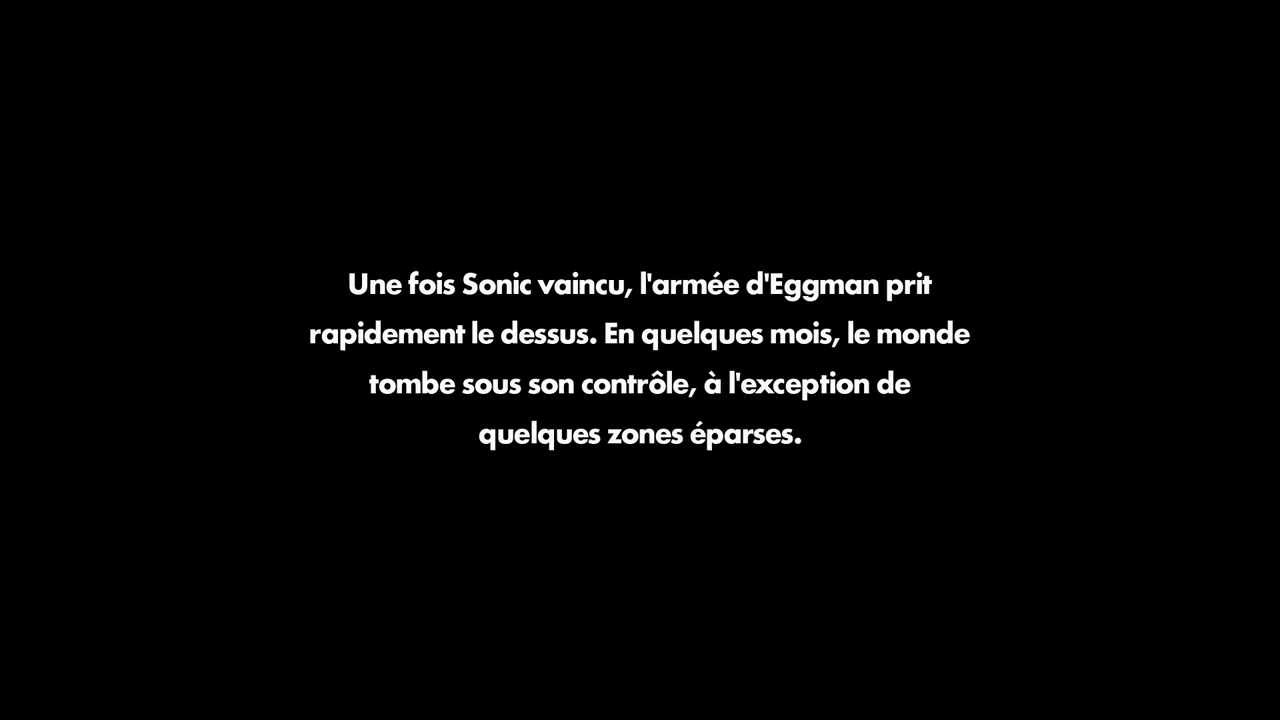 Une fois Sonic vaincu, l'armée d'Eggman prit
rapidement le dessus. En quelques mois, le monde
tombe sous son contrôle, à l'exception de
quelques zones éparses.